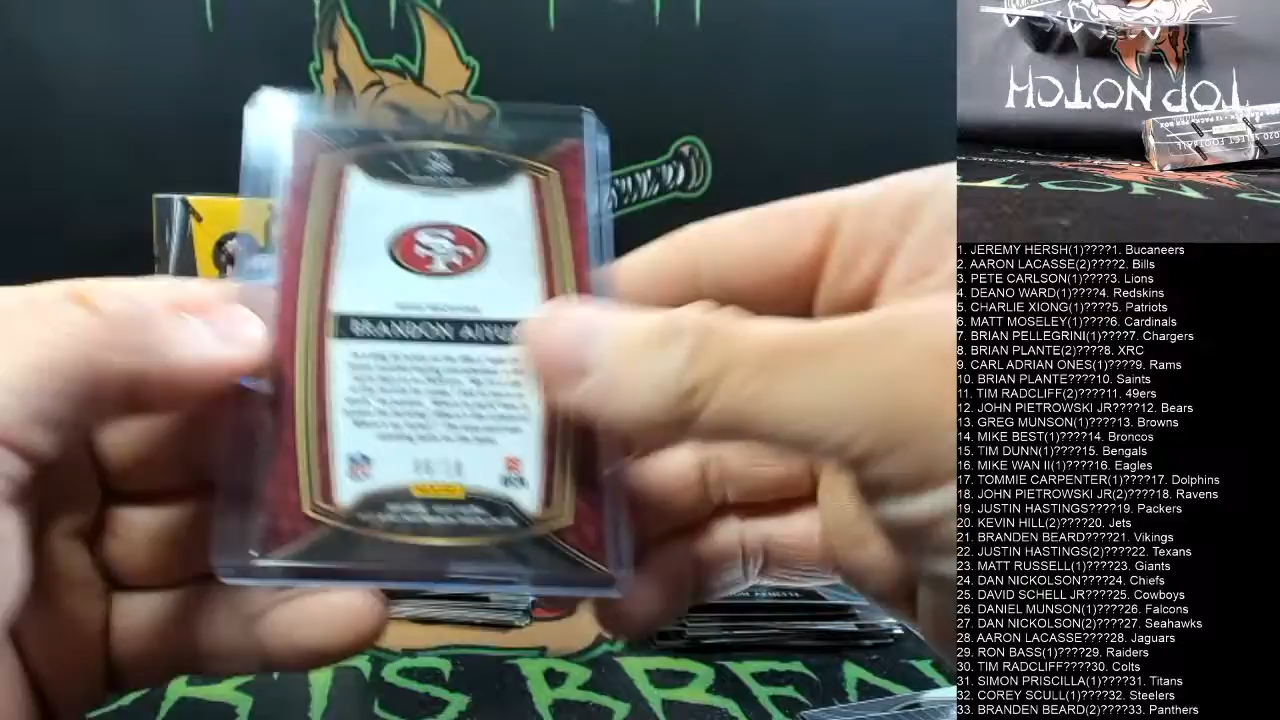 BRANDON AIYU
TOP NOTCH
2020 SELECT FOOTBALL
RTS BREA
1. JEREMY HERSH(1)????1. Bucaneers
2. AARON LACASSE(2)????2. Bills
3. PETE CARLSON(1)????3. Lions
4. DEANO WARD(1)????4. Redskins
5. CHARLIE XIONG(1)????5. Patriots
6. MATT MOSELEY(1)????6. Cardinals
7. BRIAN PELLEGRINI(1)????7. Chargers
8. BRIAN PLANTE(2)????8. XRC
9. CARL ADRIAN ONES(1)????9. Rams
10. BRIAN PLANTE????10. Saints
11. TIM RADCLIFF(2)????11. 49ers
12. JOHN PIETROWSKI JR????12. Bears
13. GREG MUNSON(1)????13. Browns
14. MIKE BEST(1)????14. Broncos
15. TIM DUNN(1)????15. Bengals
16. MIKE WAN II(1)????16. Eagles
17. TOMMIE CARPENTER(1)????17. Dolphins
18. JOHN PIETROWSKI JR(2)????18. Ravens
19. JUSTIN HASTINGS????19. Packers
20. KEVIN HILL(2)????20. Jets
21. BRANDEN BEARD????21. Vikings
22. JUSTIN HASTINGS(2)????22. Texans
23. MATT RUSSELL(1)????23. Giants
24. DAN NICKOLSON????24. Chiefs
25. DAVID SCHELL JR????25. Cowboys
26. DANIEL MUNSON(1)????26. Falcons
27. DAN NICKOLSON(2)????27. Seahawks
28. AARON LACASSE????28. Jaguars
29. RON BASS(1)????29. Raiders
30. TIM RADCLIFF????30. Colts
31. SIMON PRISCILLA(1)????31. Titans
32. COREY SCULL(1)????32. Steelers
33. BRANDEN BEARD(2)????33. Panthers